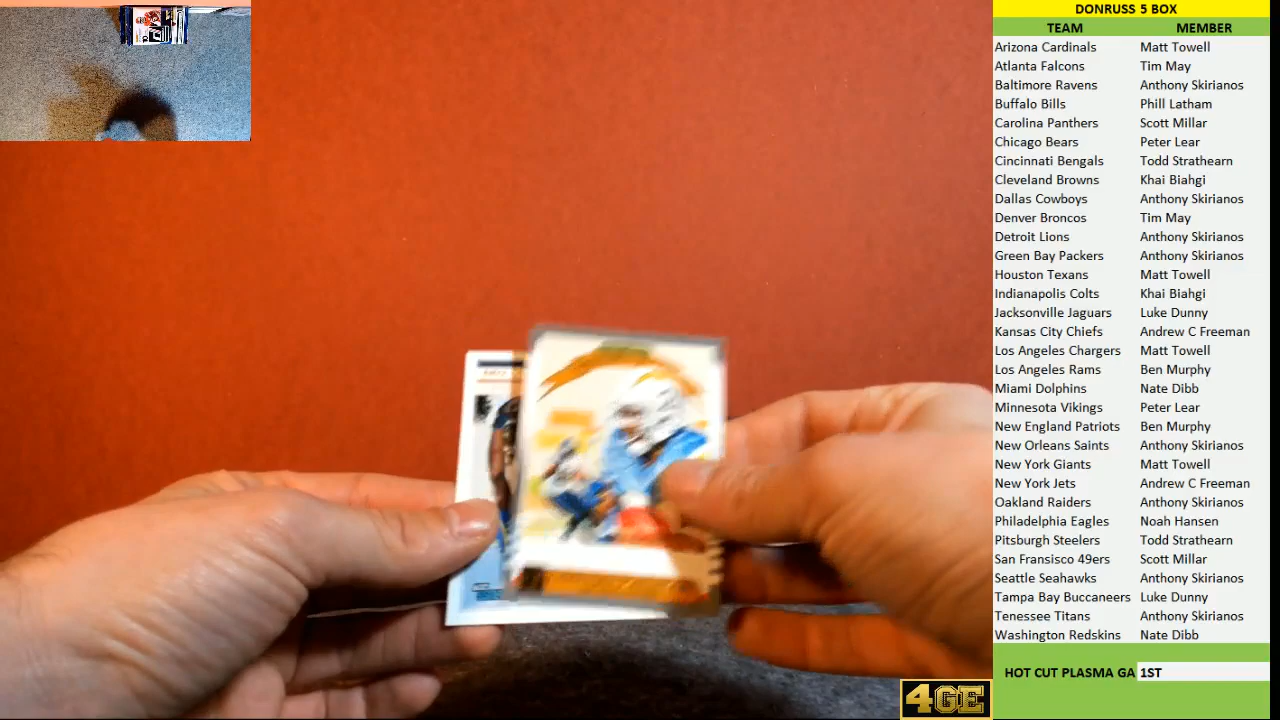 DONRUSS 5 BOX
TEAM MEMBER
Arizona Cardinals Matt Towell
Atlanta Falcons Tim May
Baltimore Ravens Anthony Skirianos
Buffalo Bills Phill Latham
Carolina Panthers Scott Millar
Chicago Bears Peter Lear
Cincinnati Bengals Todd Strathearn
Cleveland Browns Khai Biahgi
Dallas Cowboys Anthony Skirianos
Denver Broncos Tim May
Detroit Lions Anthony Skirianos
Green Bay Packers Anthony Skirianos
Houston Texans Matt Towell
Indianapolis Colts Khai Biahgi
Jacksonville Jaguars Luke Dunny
Kansas City Chiefs Andrew C Freeman
Los Angeles Chargers Matt Towell
Los Angeles Rams Ben Murphy
Miami Dolphins Nate Dibb
Minnesota Vikings Peter Lear
New England Patriots Ben Murphy
New Orleans Saints Anthony Skirianos
New York Giants Matt Towell
New York Jets Andrew C Freeman
Oakland Raiders Anthony Skirianos
Philadelphia Eagles Noah Hansen
Pitsburgh Steelers Todd Strathearn
San Fransisco 49ers Scott Millar
Seattle Seahawks Anthony Skirianos
Tampa Bay Buccaneers Luke Dunny
Tenessee Titans Anthony Skirianos
Washington Redskins Nate Dibb
HOT CUT PLASMA GA 1ST
4GE